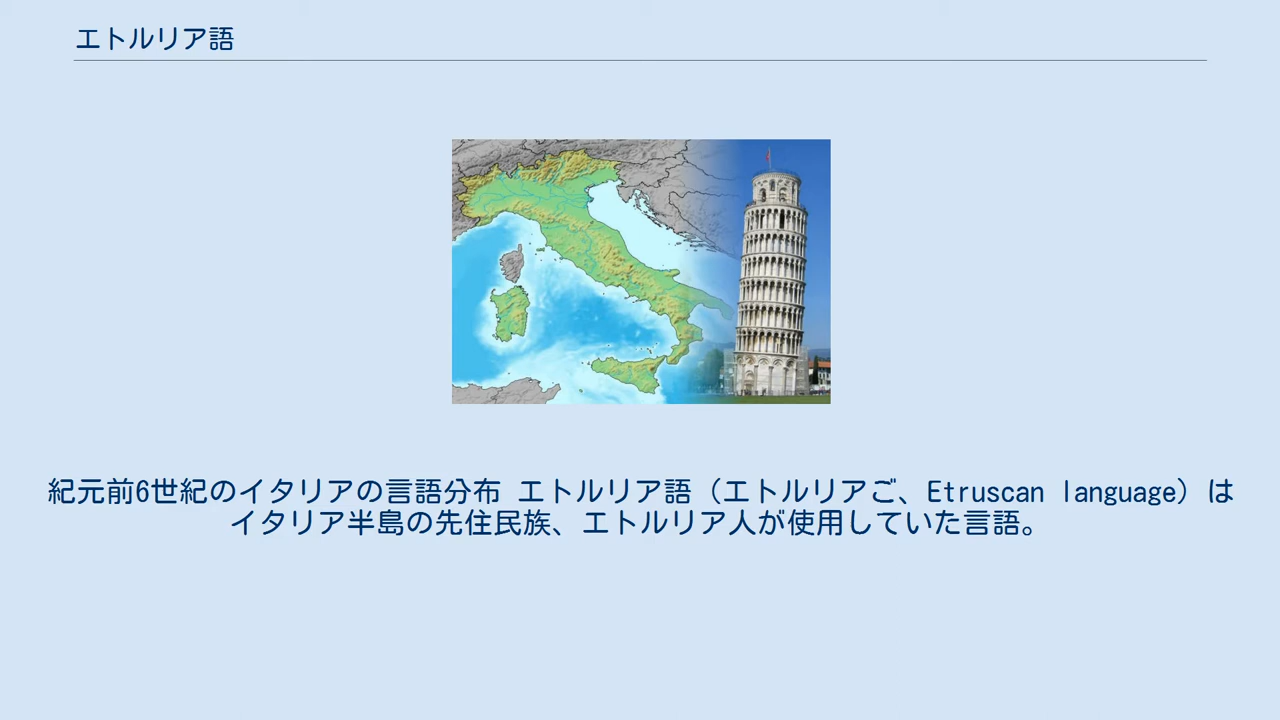 エトルリア語
紀元前6世紀のイタリアの言語分布 エトルリア語（エトルリアご、Etruscan language）は
イタリア半島の先住民族、エトルリア人が使用していた言語。